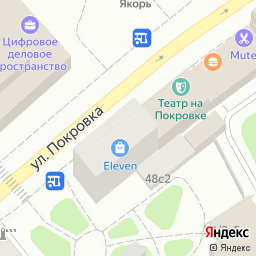 Якорь
Цифровое
деловое
пространство
Mute
Театр на
Покровке
ул. Покровка
Eleven
48с2
Яндекс